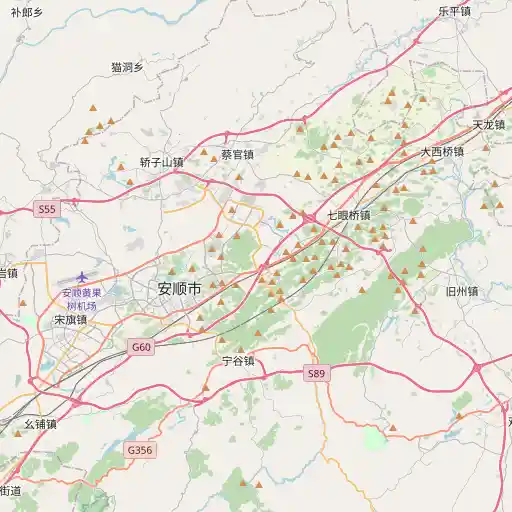 补郎乡
乐平镇
猫洞乡
天龙镇
大西桥镇
蔡官镇
轿子山镇
S55
七眼桥镇
岩镇
安顺黄果
树机场
安顺市
旧州镇
宋旗镇
G60
宁谷镇
S89
幺铺镇
G356
街道